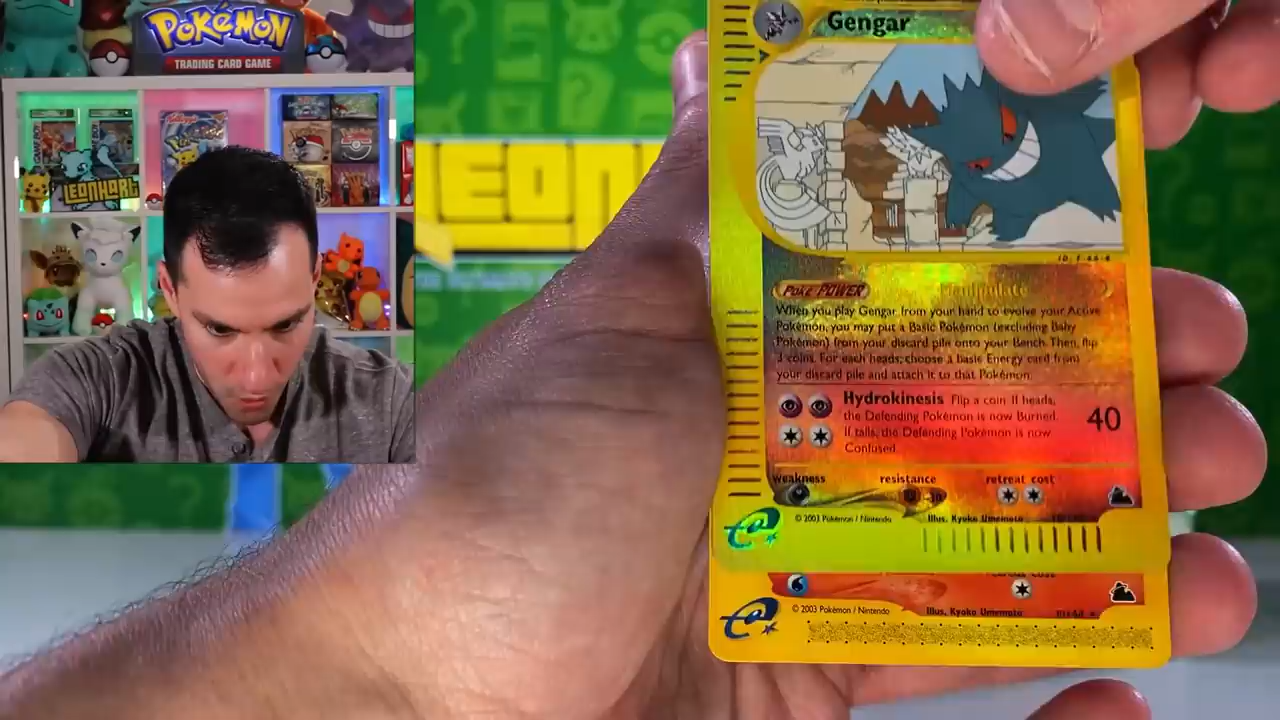 POKéMON
TRADING CARD GAME
LEONHART
LEON
Gengar
Poké POWER
When you play Gengar from your hand to evolve your Active
Pokémon, you may put a Basic Pokémon (excluding Baby
Pokémon) from your discard pile onto your Bench. Then, flip
3 coins. For each heads, choose a basic Energy card from
your discard pile and attach it to that Pokémon.
Hydrokinesis Flip a coin. If heads,
the Defending Pokémon is now Burned.
If tails, the Defending Pokémon is now
Confused.
40
weakness resistance retreat cost
-30
e
© 2003 Pokémon / Nintendo Illus. Kyoko Umemoto
e
© 2003 Pokémon / Nintendo Illus. Kyoko Umemoto